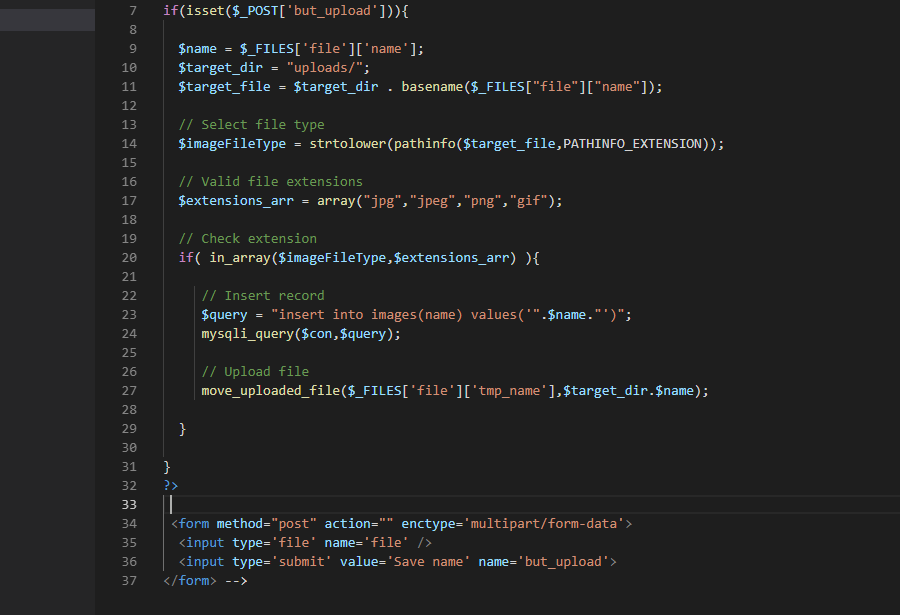 7 if(isset($_POST['but_upload'])){
8
9 $name = $_FILES['file']['name'];
10 $target_dir = "uploads/";
11 $target_file = $target_dir . basename($_FILES["file"]["name"]);
12
13 // Select file type
14 $imageFileType = strtolower(pathinfo($target_file,PATHINFO_EXTENSION));
15
16 // Valid file extensions
17 $extensions_arr = array("jpg","jpeg","png","gif");
18
19 // Check extension
20 if( in_array($imageFileType,$extensions_arr) ){
21
22 // Insert record
23 $query = "insert into images(name) values('".$name."')";
24 mysqli_query($con,$query);
25
26 // Upload file
27 move_uploaded_file($_FILES['file']['tmp_name'],$target_dir.$name);
28
29 }
30
31 }
32 ?>
33
34 <form method="post" action="" enctype='multipart/form-data'>
35 <input type='file' name='file' />
36 <input type='submit' value='Save name' name='but_upload'>
37 </form> -->